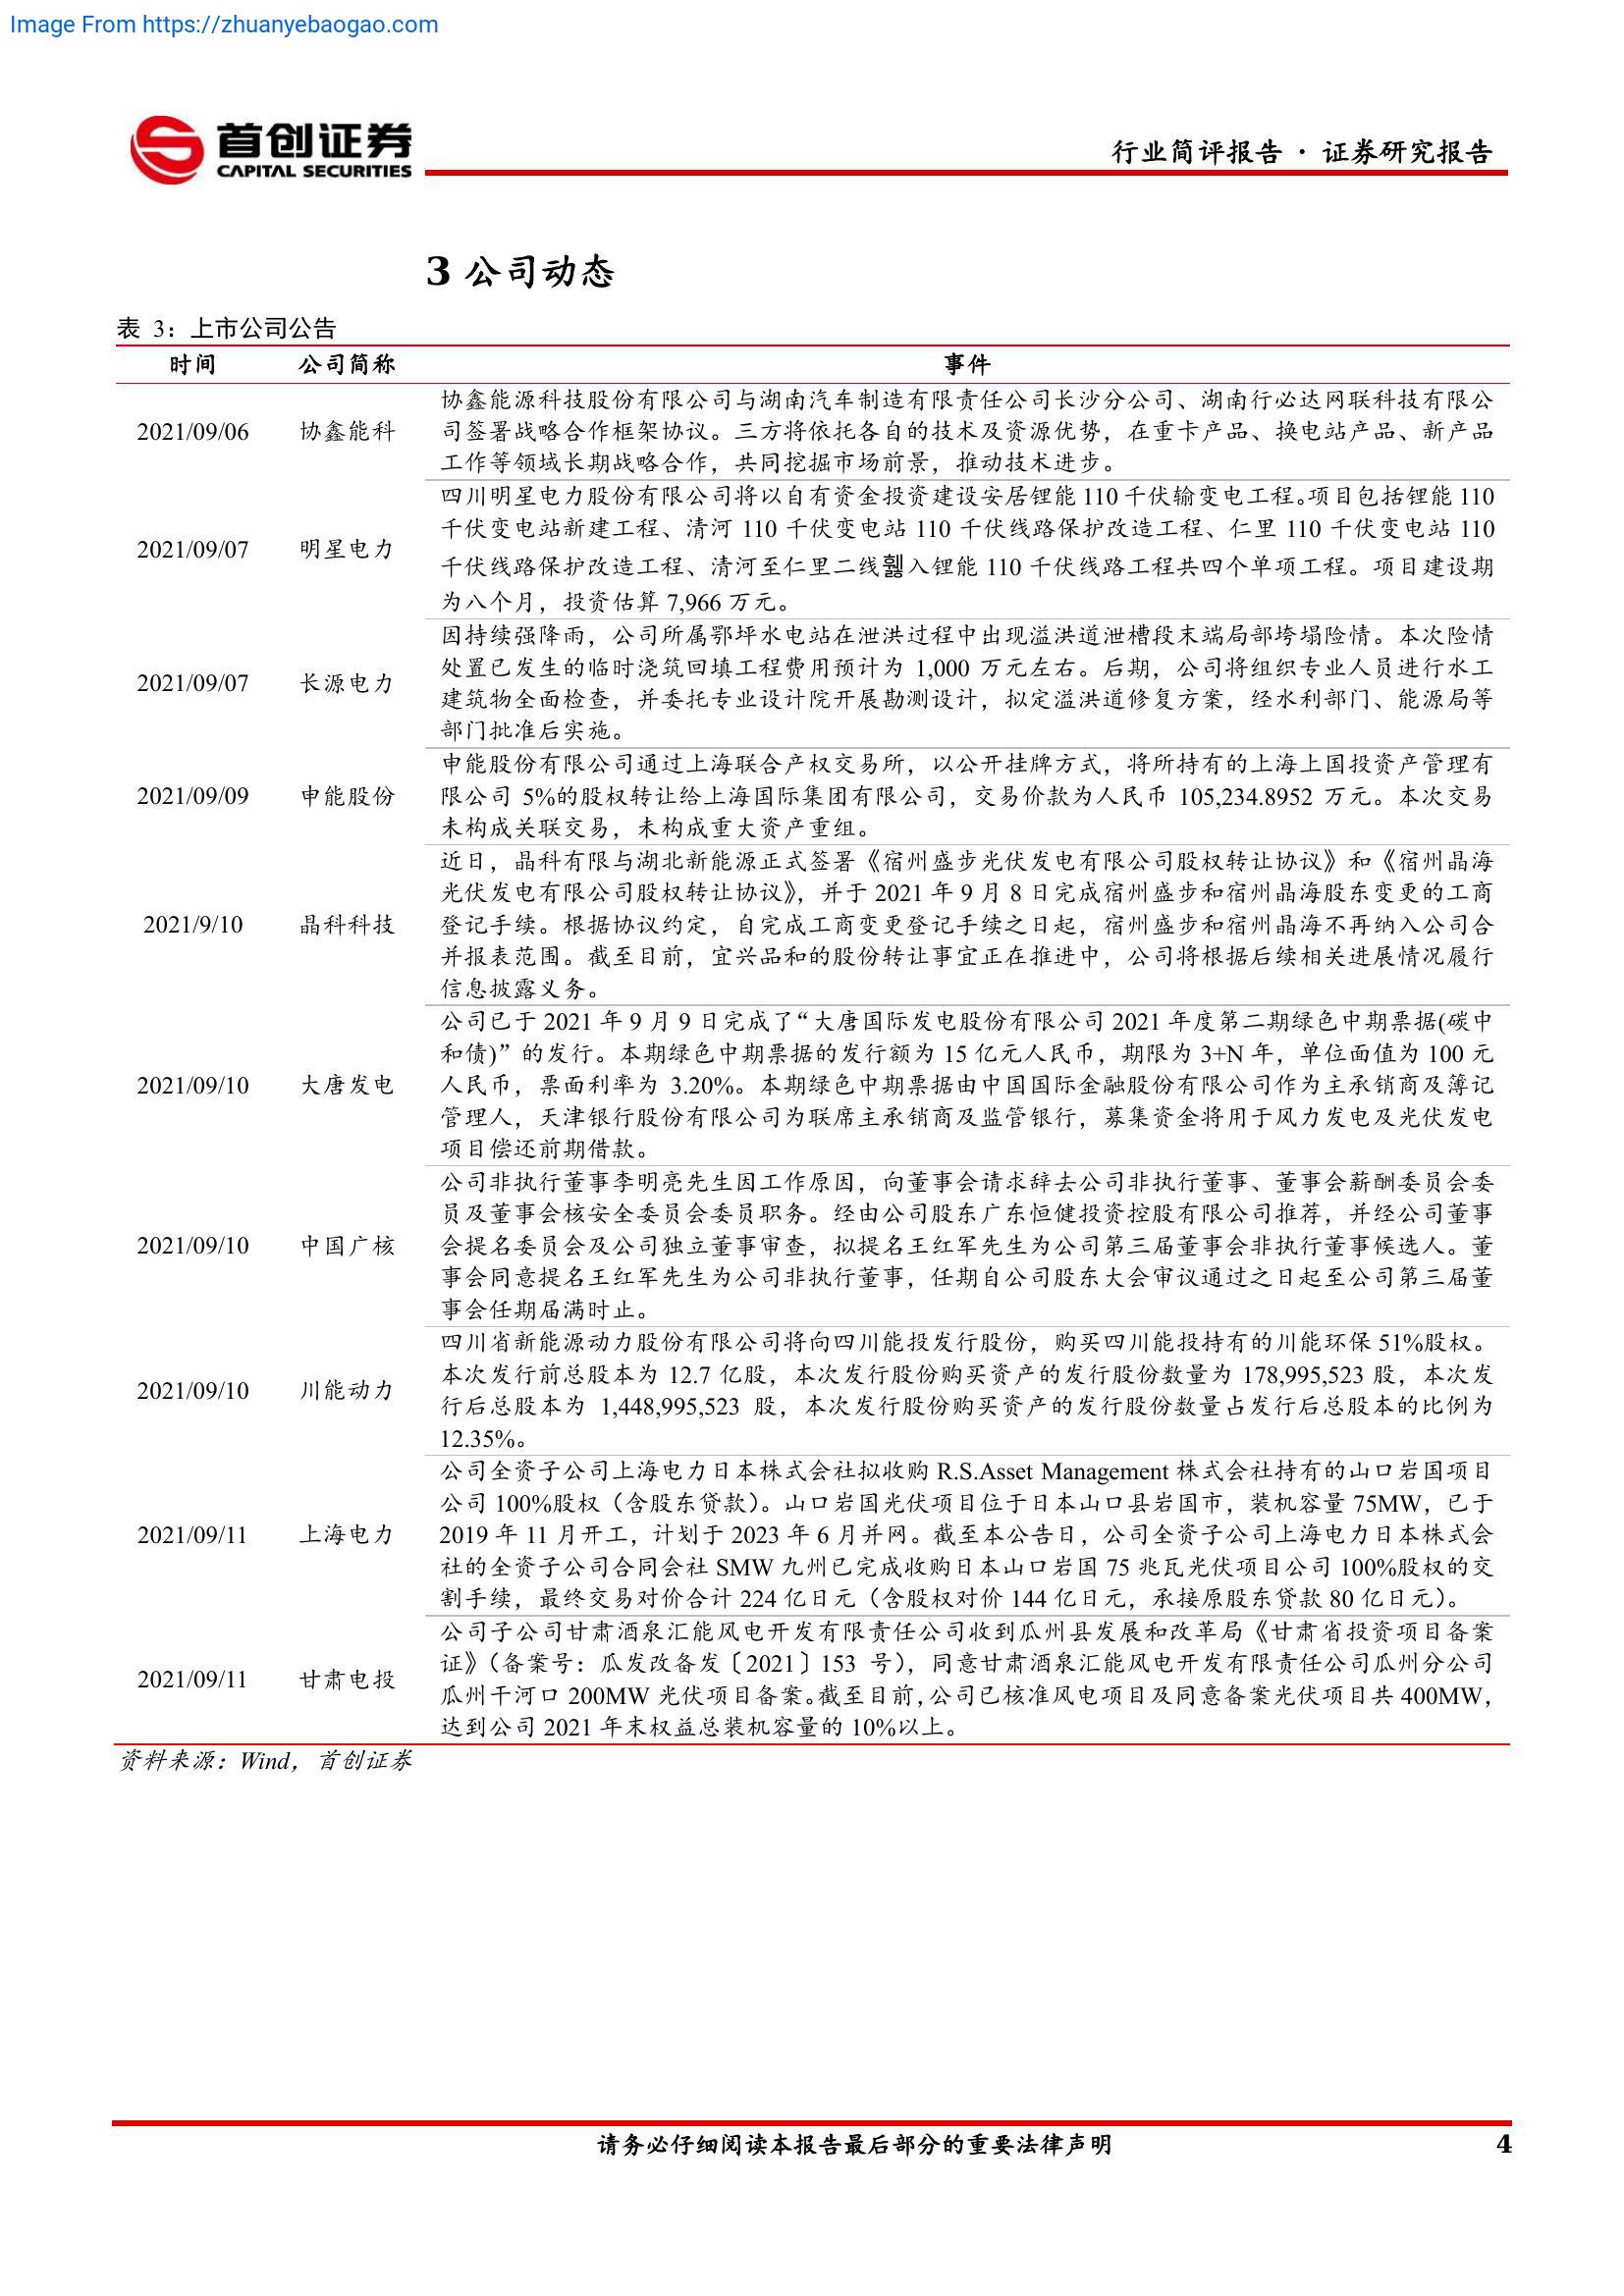 Image From https://zhuanyebaogao.com
首创证券
CAPITAL SECURITIES
行业简评报告 · 证券研究报告
3 公司动态
表 3：上市公司公告
时间 公司简称 事件
2021/09/06 协鑫能科
协鑫能源科技股份有限公司与湖南汽车制造有限责任公司长沙分公司、湖南行必达网联科技有限公
司签署战略合作框架协议。三方将依托各自的技术及资源优势，在重卡产品、换电站产品、新产品
工作等领域长期战略合作，共同挖掘市场前景，推动技术进步。
2021/09/07 明星电力
四川明星电力股份有限公司将以自有资金投资建设安居锂能 110 千伏输变电工程。项目包括锂能 110
千伏变电站新建工程、清河 110 千伏变电站 110 千伏线路保护改造工程、仁里 110 千伏变电站 110
千伏线路保护改造工程、清河至仁里二线入锂能 110 千伏线路工程共四个单项工程。项目建设期
为八个月，投资估算 7,966 万元。
2021/09/07 长源电力
因持续强降雨，公司所属鄂坪水电站在泄洪过程中出现溢洪道泄槽段末端局部垮塌险情。本次险情
处置已发生的临时浇筑回填工程费用预计为 1,000 万元左右。后期，公司将组织专业人员进行水工
建筑物全面检查，并委托专业设计院开展勘测设计，拟定溢洪道修复方案，经水利部门、能源局等
部门批准后实施。
2021/09/09 申能股份
申能股份有限公司通过上海联合产权交易所，以公开挂牌方式，将所持有的上海上国投资产管理有
限公司 5%的股权转让给上海国际集团有限公司，交易价款为人民币 105,234.8952 万元。本次交易
未构成关联交易，未构成重大资产重组。
2021/9/10 晶科科技
近日，晶科有限与湖北新能源正式签署《宿州盛步光伏发电有限公司股权转让协议》和《宿州晶海
光伏发电有限公司股权转让协议》，并于 2021 年 9 月 8 日完成宿州盛步和宿州晶海股东变更的工商
登记手续。根据协议约定，自完成工商变更登记手续之日起，宿州盛步和宿州晶海不再纳入公司合
并报表范围。截至目前，宜兴品和的股份转让事宜正在推进中，公司将根据后续相关进展情况履行
信息披露义务。
2021/09/10 大唐发电
公司已于 2021 年 9 月 9 日完成了“大唐国际发电股份有限公司 2021 年度第二期绿色中期票据(碳中
和债)”的发行。本期绿色中期票据的发行额为 15 亿元人民币，期限为 3+N 年，单位面值为 100 元
人民币，票面利率为 3.20%。本期绿色中期票据由中国国际金融股份有限公司作为主承销商及簿记
管理人，天津银行股份有限公司为联席主承销商及监管银行，募集资金将用于风力发电及光伏发电
项目偿还前期借款。
2021/09/10 中国广核
公司非执行董事李明亮先生因工作原因，向董事会请求辞去公司非执行董事、董事会薪酬委员会委
员及董事会核安全委员会委员职务。经由公司股东广东恒健投资控股有限公司推荐，并经公司董事
会提名委员会及公司独立董事审查，拟提名王红军先生为公司第三届董事会非执行董事候选人。董
事会同意提名王红军先生为公司非执行董事，任期自公司股东大会审议通过之日起至公司第三届董
事会任期届满时止。
2021/09/10 川能动力
四川省新能源动力股份有限公司将向四川能投发行股份，购买四川能投持有的川能环保 51%股权。
本次发行前总股本为 12.7 亿股，本次发行股份购买资产的发行股份数量为 178,995,523 股，本次发
行后总股本为 1,448,995,523 股，本次发行股份购买资产的发行股份数量占发行后总股本的比例为
12.35%。
2021/09/11 上海电力
公司全资子公司上海电力日本株式会社拟收购 R.S.Asset Management 株式会社持有的山口岩国项目
公司 100%股权（含股东贷款）。山口岩国光伏项目位于日本山口县岩国市，装机容量 75MW，已于
2019 年 11 月开工，计划于 2023 年 6 月并网。截至本公告日，公司全资子公司上海电力日本株式会
社的全资子公司合同会社 SMW 九州已完成收购日本山口岩国 75 兆瓦光伏项目公司 100%股权的交
割手续，最终交易对价合计 224 亿日元（含股权对价 144 亿日元，承接原股东贷款 80 亿日元）。
2021/09/11 甘肃电投
公司子公司甘肃酒泉汇能风电开发有限责任公司收到瓜州县发展和改革局《甘肃省投资项目备案
证》（备案号：瓜发改备发〔2021〕153 号），同意甘肃酒泉汇能风电开发有限责任公司瓜州分公司
瓜州干河口 200MW 光伏项目备案。截至目前，公司已核准风电项目及同意备案光伏项目共 400MW，
达到公司 2021 年末权益总装机容量的 10%以上。
资料来源：Wind，首创证券
请务必仔细阅读本报告最后部分的重要法律声明 4